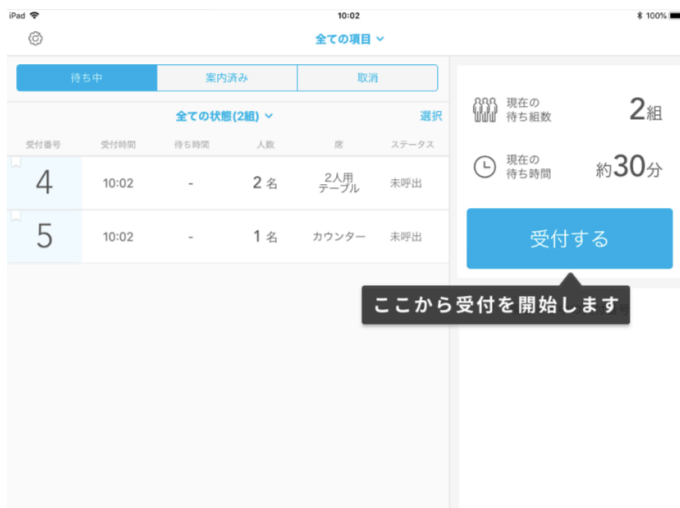 iPad 10:02 100%
全ての項目
待ち中 案内済み 取消
全ての状態(2組) 選択
受付番号 受付時間 待ち時間 人数 席 ステータス
4 10:02 - 2 名 2人用 テーブル 未呼出
5 10:02 - 1 名 カウンター 未呼出
現在の
待ち組数
2組
現在の
待ち時間
約30分
受付する
ここから受付を開始します